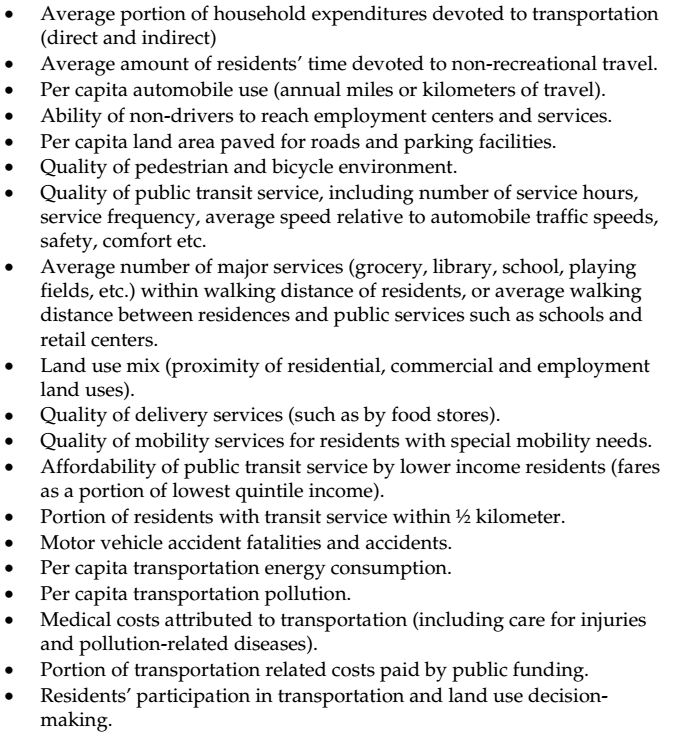 • Average portion of household expenditures devoted to transportation
(direct and indirect)
• Average amount of residents' time devoted to non-recreational travel.
• Per capita automobile use (annual miles or kilometers of travel).
• Ability of non-drivers to reach employment centers and services.
• Per capita land area paved for roads and parking facilities.
• Quality of pedestrian and bicycle environment.
• Quality of public transit service, including number of service hours,
service frequency, average speed relative to automobile traffic speeds,
safety, comfort etc.
• Average number of major services (grocery, library, school, playing
fields, etc.) within walking distance of residents, or average walking
distance between residences and public services such as schools and
retail centers.
• Land use mix (proximity of residential, commercial and employment
land uses).
• Quality of delivery services (such as by food stores).
• Quality of mobility services for residents with special mobility needs.
• Affordability of public transit service by lower income residents (fares
as a portion of lowest quintile income).
• Portion of residents with transit service within ½ kilometer.
• Motor vehicle accident fatalities and accidents.
• Per capita transportation energy consumption.
• Per capita transportation pollution.
• Medical costs attributed to transportation (including care for injuries
and pollution-related diseases).
• Portion of transportation related costs paid by public funding.
• Residents' participation in transportation and land use decision-
making.